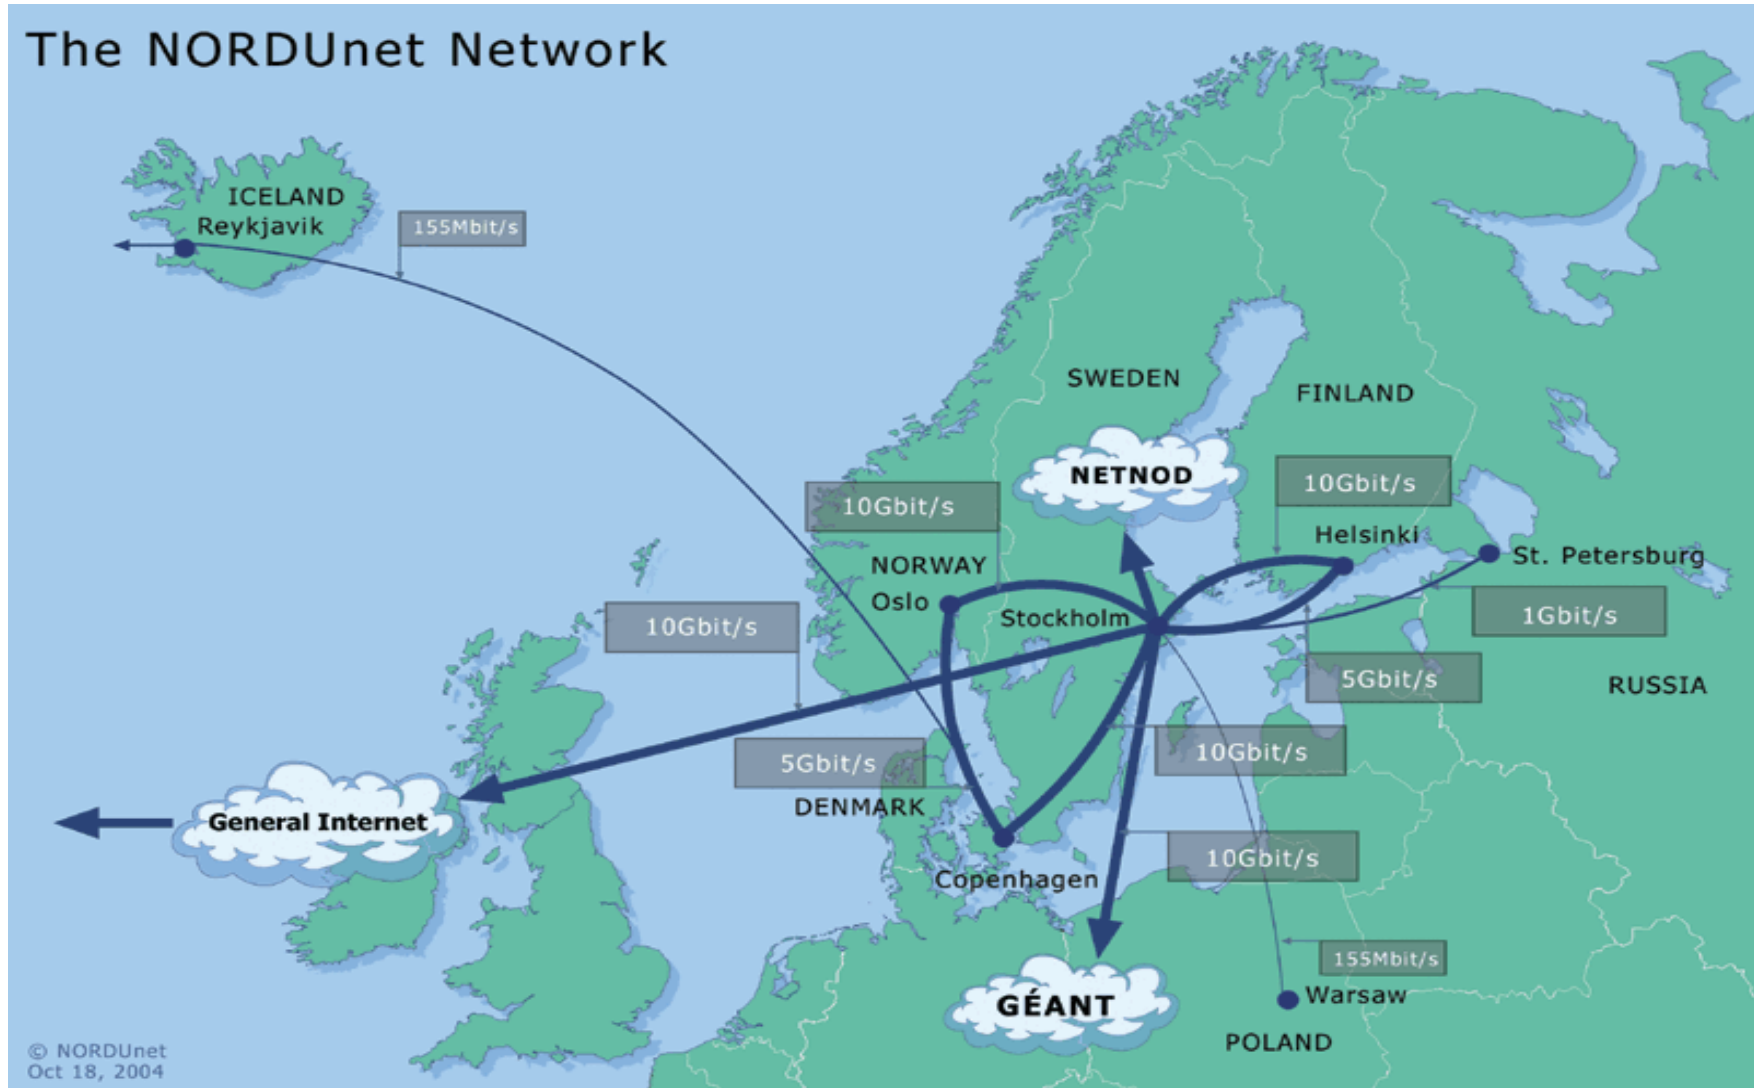 The NORDUnet Network
ICELAND
Reykjavik
155Mbit/s
SWEDEN
FINLAND
NETNOD
10Gbit/s
10Gbit/s
Helsinki
St. Petersburg
NORWAY
Oslo
Stockholm
1Gbit/s
10Gbit/s
5Gbit/s
RUSSIA
10Gbit/s
5Gbit/s
DENMARK
General Internet
10Gbit/s
Copenhagen
155Mbit/s
Warsaw
GÉANT
POLAND
© NORDUnet
Oct 18, 2004